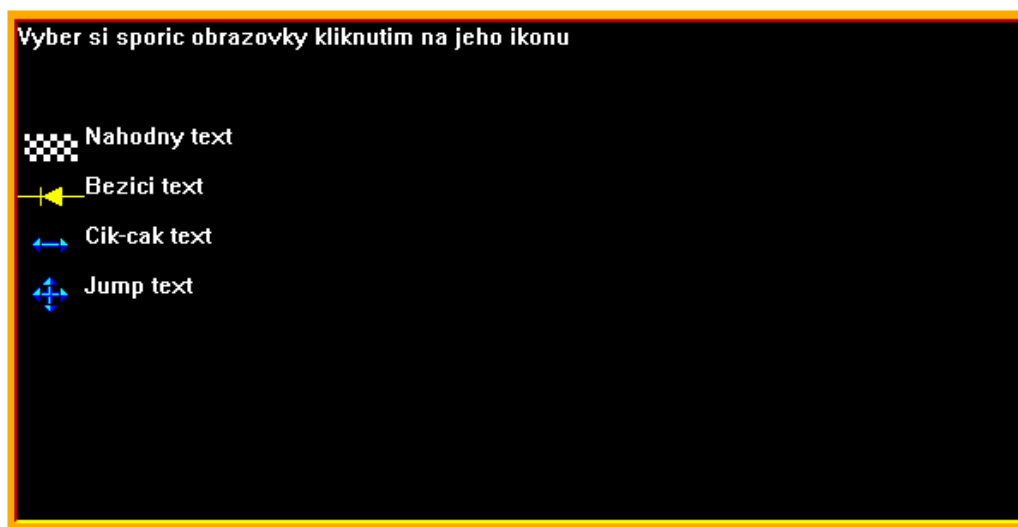 Vyber si sporic obrazovky kliknutim na jeho ikonu
Nahodny text
Bezici text
Cik-cak text
Jump text